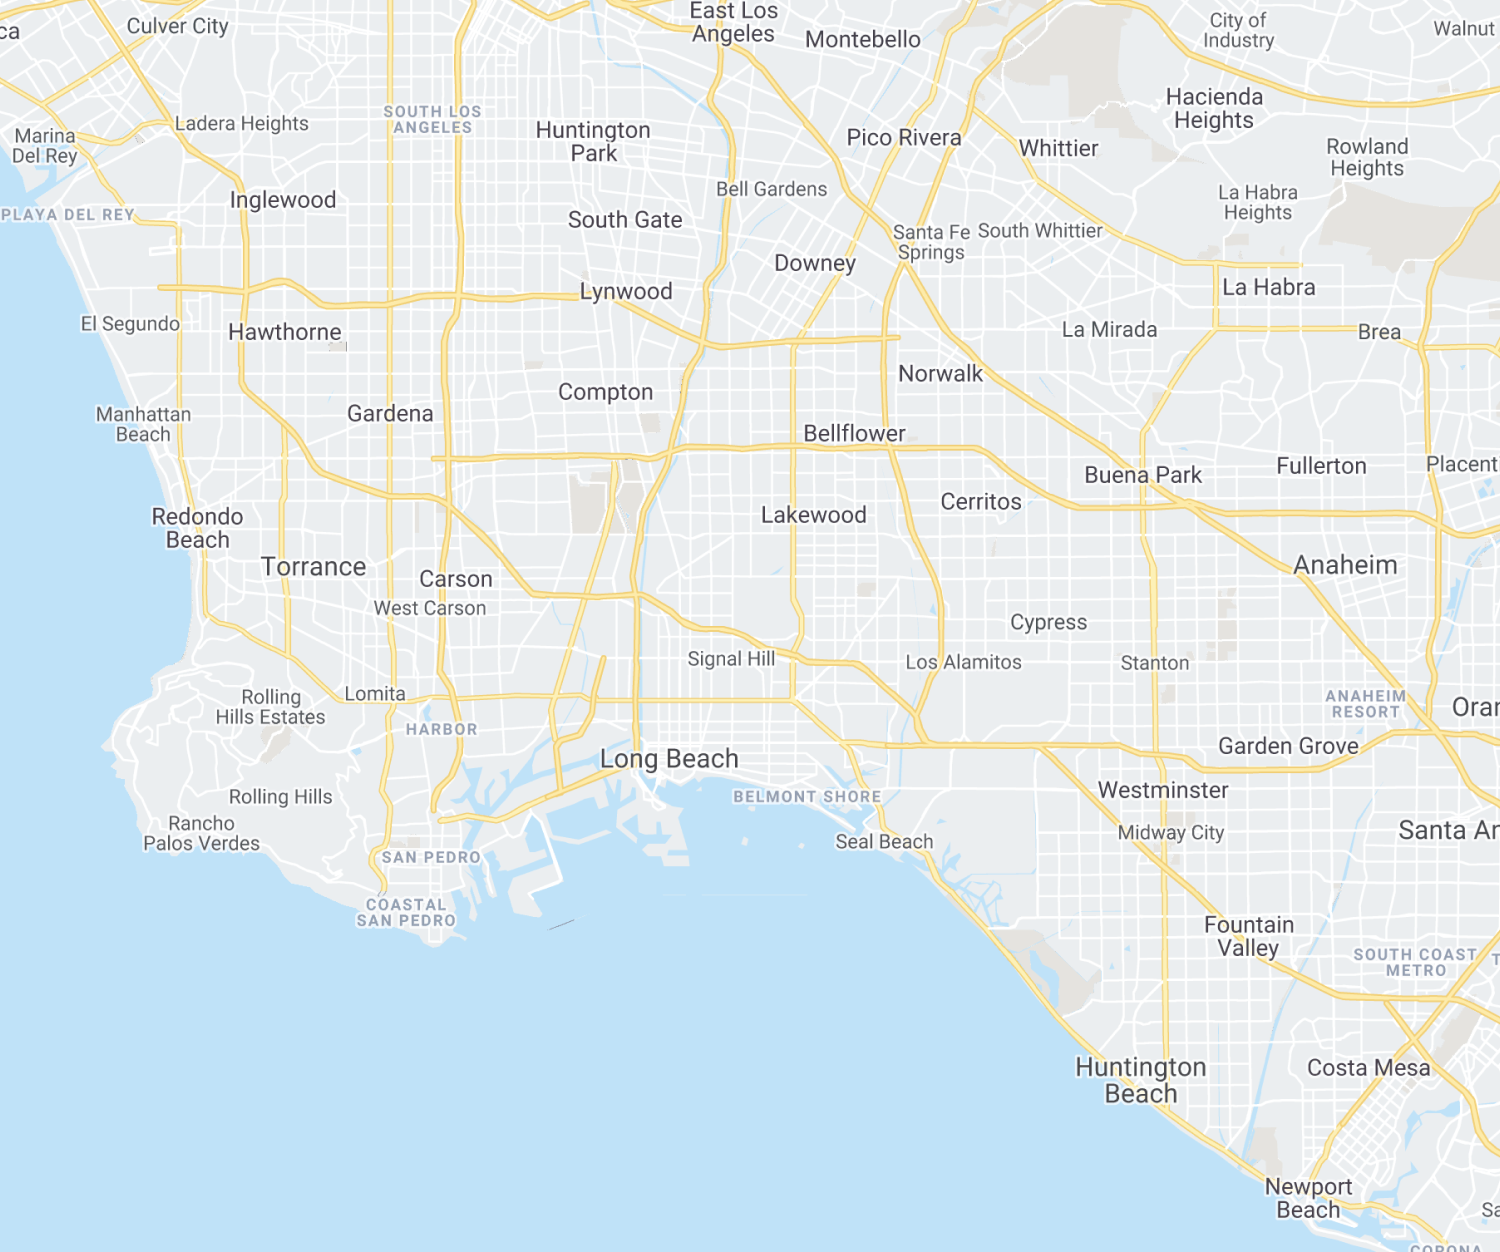 East Los
Angeles
Culver City
ca
Montebello
City of
Industry
Walnut
Hacienda
Heights
SOUTH LOS
ANGELES
Ladera Heights
Marina
Del Rey
Huntington
Park
Pico Rivera
Whittier
Rowland
Heights
Inglewood
Bell Gardens
La Habra
Heights
PLAYA DEL REY
South Gate
Santa Fe
Springs
South Whittier
Downey
Lynwood
La Habra
El Segundo
Hawthorne
La Mirada
Brea
Norwalk
Compton
Manhattan
Beach
Gardena
Bellflower
Buena Park
Fullerton
Placent
Redondo
Beach
Lakewood
Cerritos
Torrance
Carson
Anaheim
West Carson
Cypress
Signal Hill
Los Alamitos
Stanton
Rolling
Hills Estates
Lomita
ANAHEIM
RESORT
Oran
HARBOR
Long Beach
Garden Grove
Rolling Hills
BELMONT SHORE
Westminster
Rancho
Palos Verdes
Seal Beach
Midway City
Santa An
SAN PEDRO
COASTAL
SAN PEDRO
Fountain
Valley
SOUTH COAST
METRO
T
Huntington
Beach
Costa Mesa
Newport
Beach
Sa
CORONA